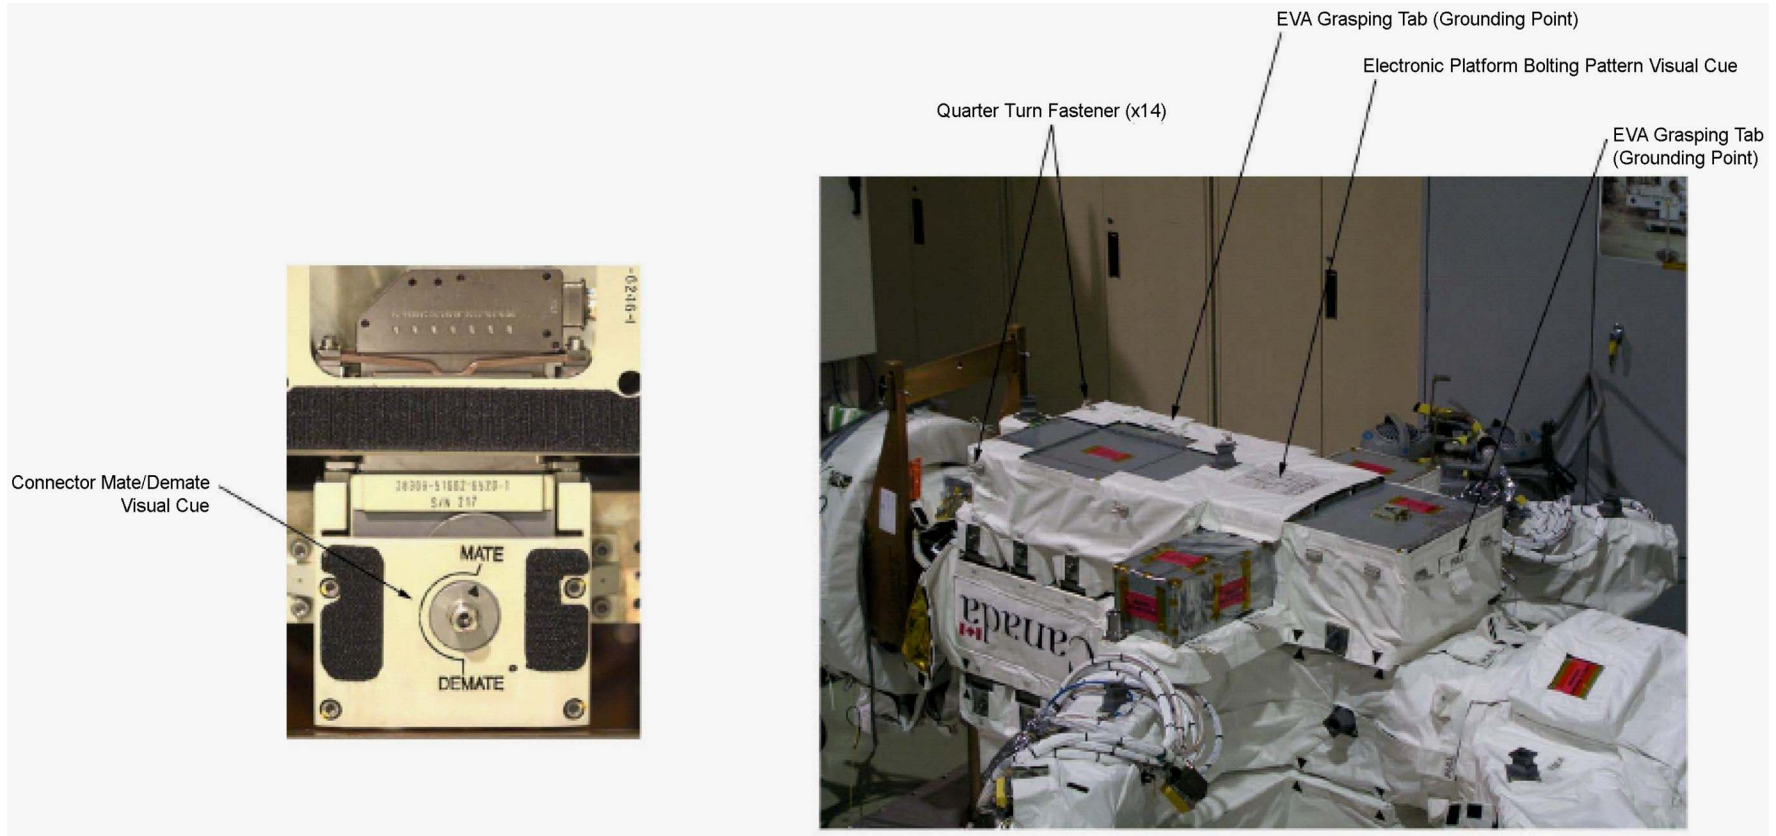 EVA Grasping Tab (Grounding Point)
Electronic Platform Bolting Pattern Visual Cue
Quarter Turn Fastener (x14)
EVA Grasping Tab
(Grounding Point)
Connector Mate/Demate
Visual Cue
S/N 217
MATE
DEMATE
Canada